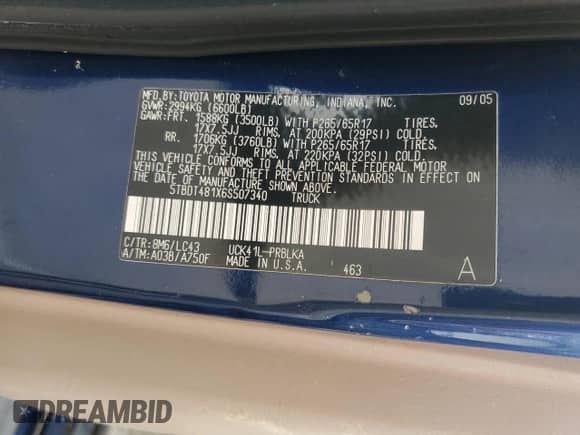 MFD.BY:TOYOTA MOTOR MANUFACTURING, INDIANA, INC. 09/05
GVWR:2994KG (6600LB)
GAWR:FRT. 1588KG (3500LB) WITH P265/65R17 TIRES,
17X7.5JJ RIMS, AT 200KPA (29PSI) COLD.
RR. 1706KG (3760LB) WITH P265/65R17 TIRES,
17X7.5JJ RIMS, AT 220KPA (32PSI) COLD.
THIS VEHICLE CONFORMS TO ALL APPLICABLE FEDERAL MOTOR
VEHICLE SAFETY AND THEFT PREVENTION STANDARDS IN EFFECT ON
THE DATE OF MANUFACTURE SHOWN ABOVE.
5TBDT481X6S507340 TRUCK
C/TR:8M6/LC43 UCK41L-PRBLKA
A/TM:A03B/A750F MADE IN U.S.A. 463 A
DREAMBID